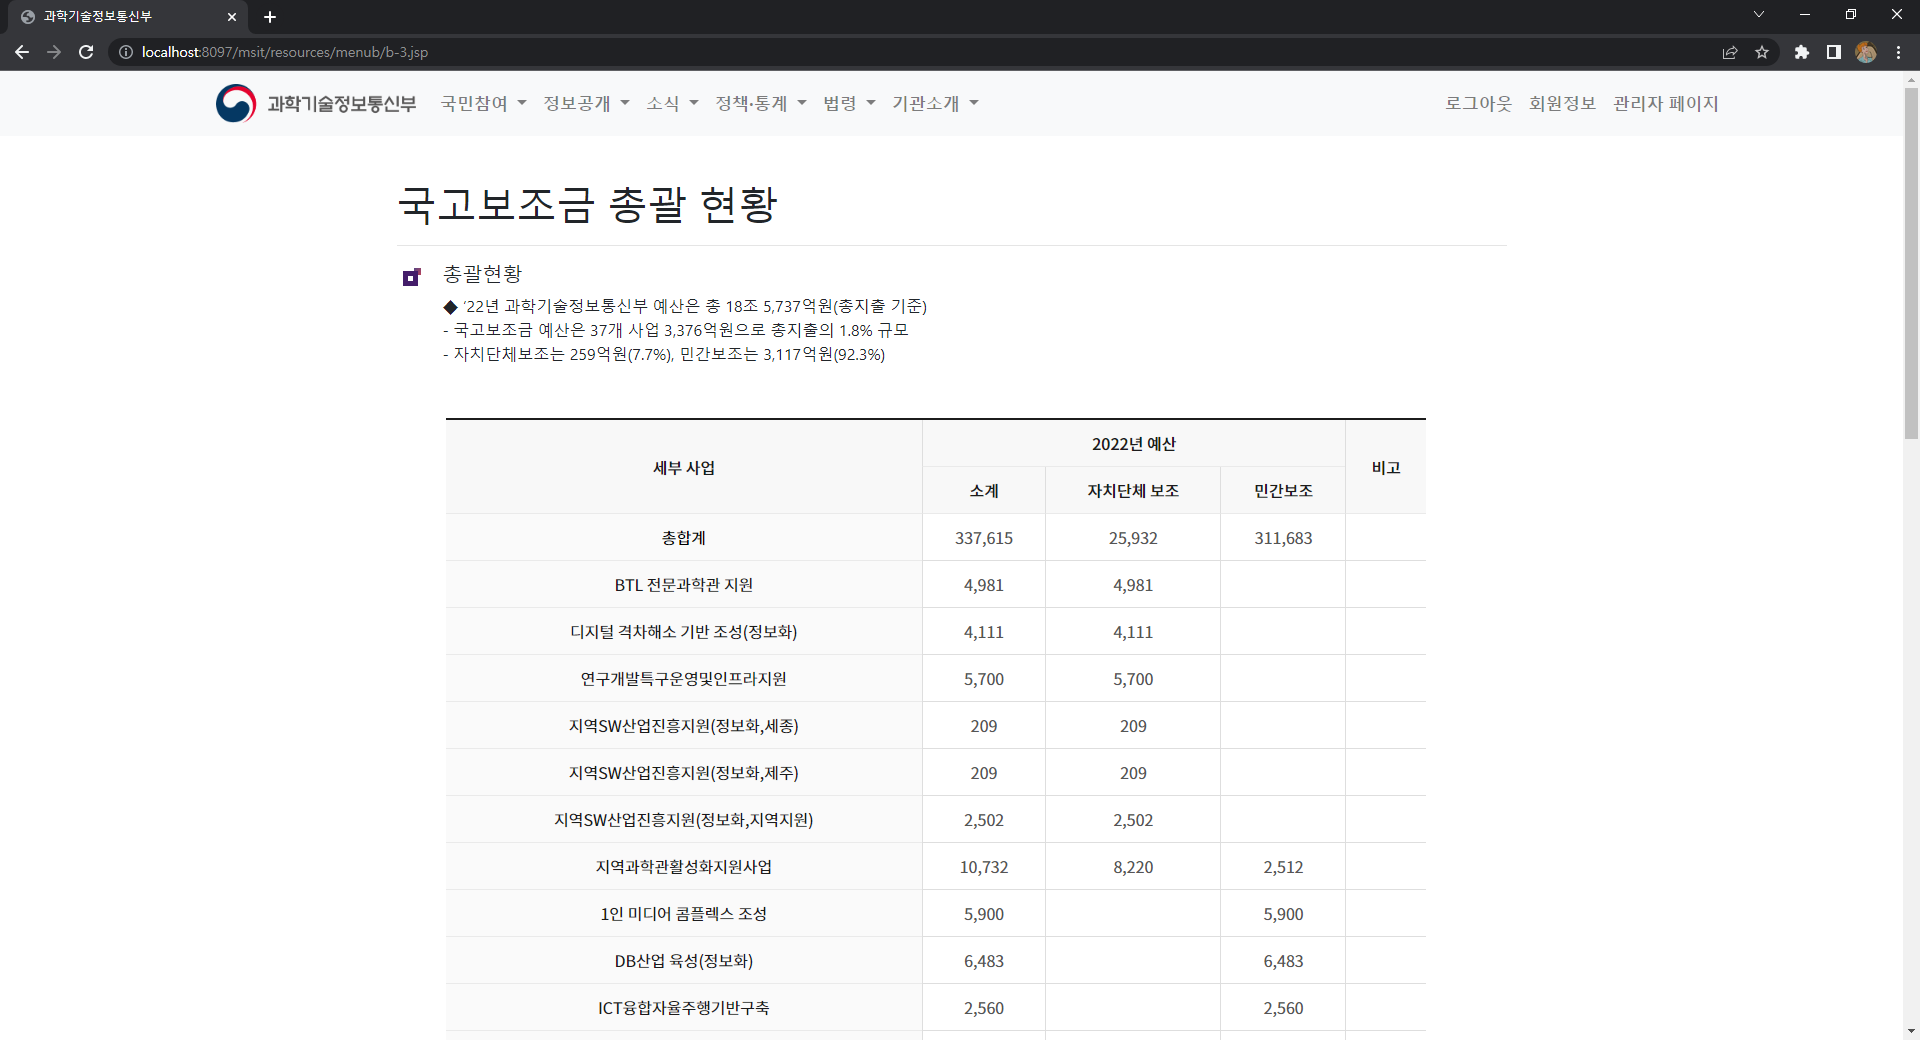 과학기술정보통신부
localhost:8097/msit/resources/menub/b-3.jsp
과학기술정보통신부 국민참여 정보공개 소식 정책·통계 법령 기관소개 로그아웃 회원정보 관리자 페이지
국고보조금 총괄 현황
총괄현황
◆ ‘22년 과학기술정보통신부 예산은 총 18조 5,737억원(총지출 기준)
- 국고보조금 예산은 37개 사업 3,376억원으로 총지출의 1.8% 규모
- 자치단체보조는 259억원(7.7%), 민간보조는 3,117억원(92.3%)
세부 사업 2022년 예산 비고
소계 자치단체 보조 민간보조
총합계 337,615 25,932 311,683
BTL 전문과학관 지원 4,981 4,981
디지털 격차해소 기반 조성(정보화) 4,111 4,111
연구개발특구운영및인프라지원 5,700 5,700
지역SW산업진흥지원(정보화,세종) 209 209
지역SW산업진흥지원(정보화,제주) 209 209
지역SW산업진흥지원(정보화,지역지원) 2,502 2,502
지역과학관활성화지원사업 10,732 8,220 2,512
1인 미디어 콤플렉스 조성 5,900 5,900
DB산업 육성(정보화) 6,483 6,483
ICT융합자율주행기반구축 2,560 2,560